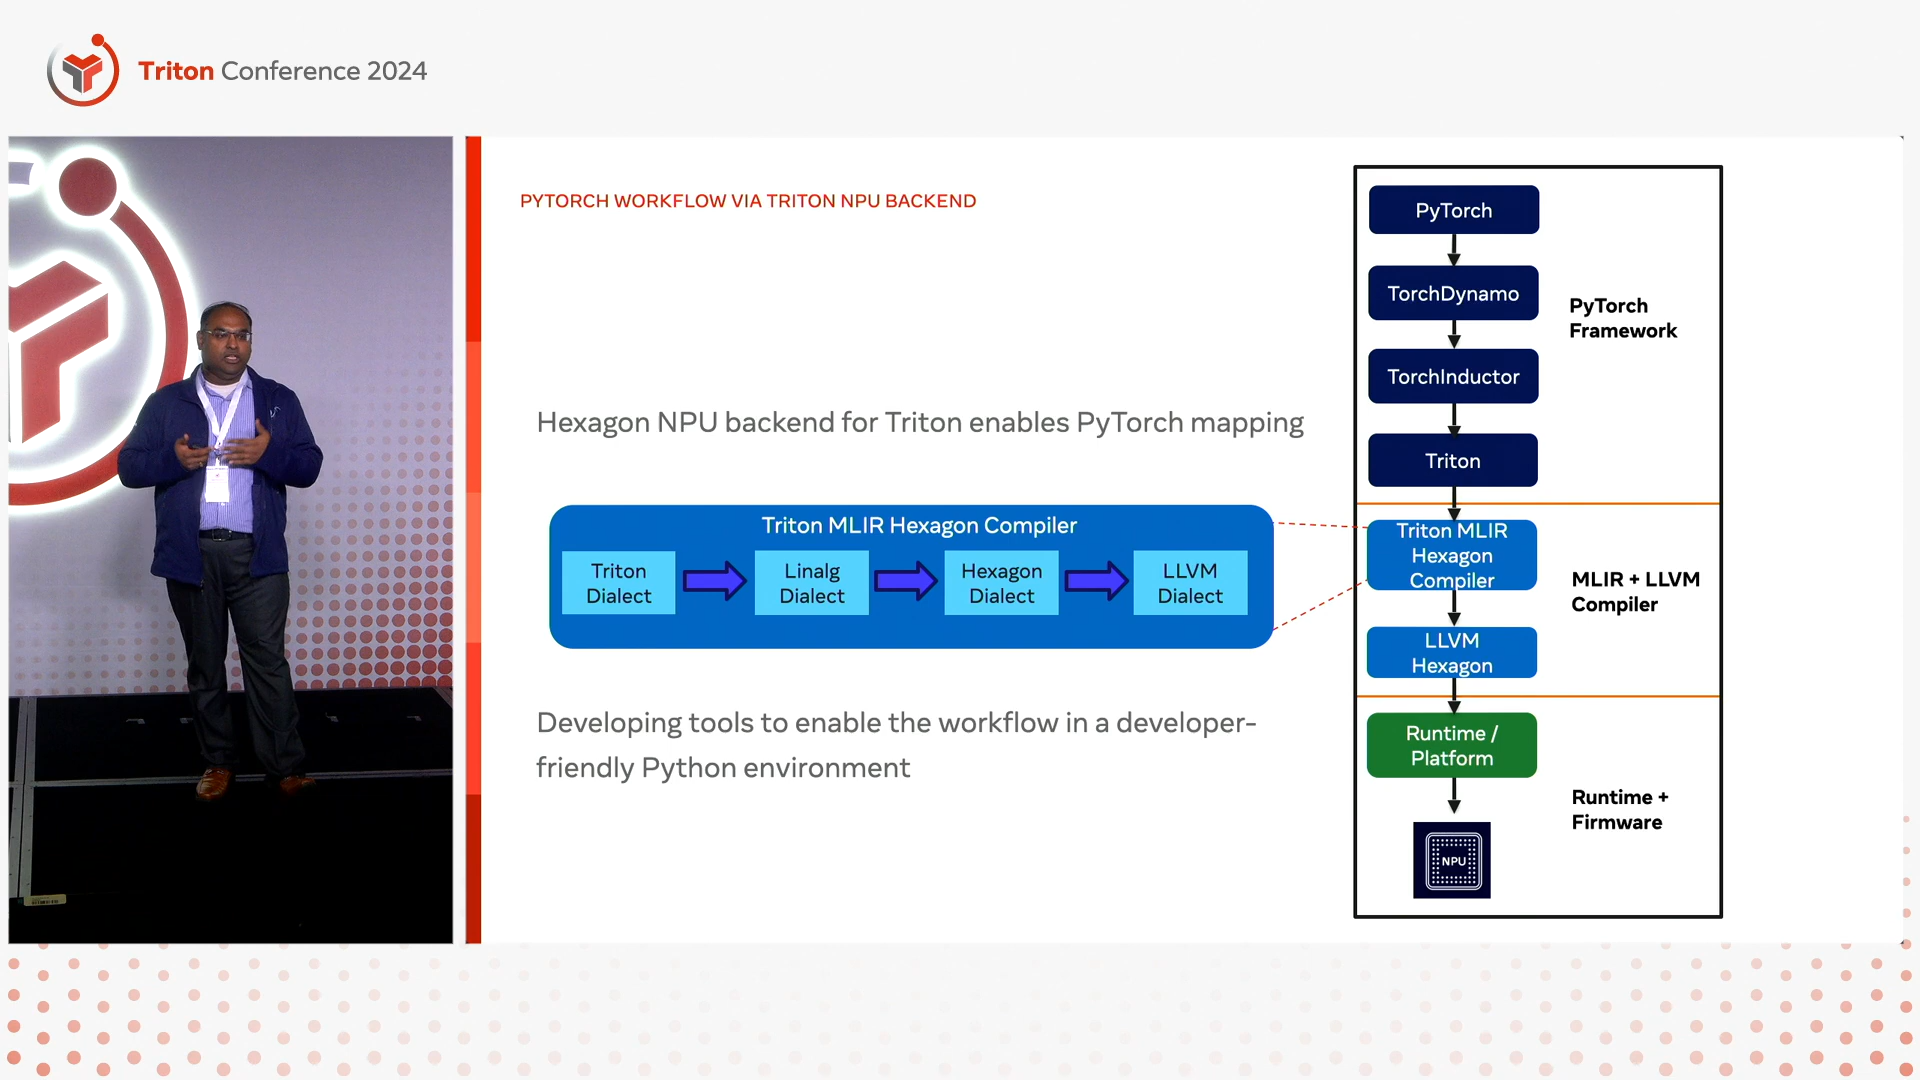 Triton Conference 2024
PYTORCH WORKFLOW VIA TRITON NPU BACKEND
Hexagon NPU backend for Triton enables PyTorch mapping
Triton MLIR Hexagon Compiler
Triton
Dialect
Linalg
Dialect
Hexagon
Dialect
LLVM
Dialect
Developing tools to enable the workflow in a developer-
friendly Python environment
PyTorch
TorchDynamo
TorchInductor
Triton
PyTorch
Framework
Triton MLIR
Hexagon
Compiler
LLVM
Hexagon
MLIR + LLVM
Compiler
Runtime /
Platform
NPU
Runtime +
Firmware